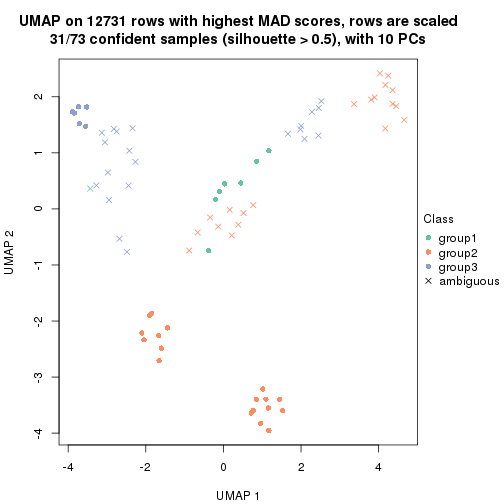 UMAP on 12731 rows with highest MAD scores, rows are scaled
31/73 confident samples (silhouette > 0.5), with 10 PCs
UMAP 2
2
1
0
-1
-2
-3
-4
-4
-2
0
2
4
UMAP 1
Class
group1
group2
group3
ambiguous